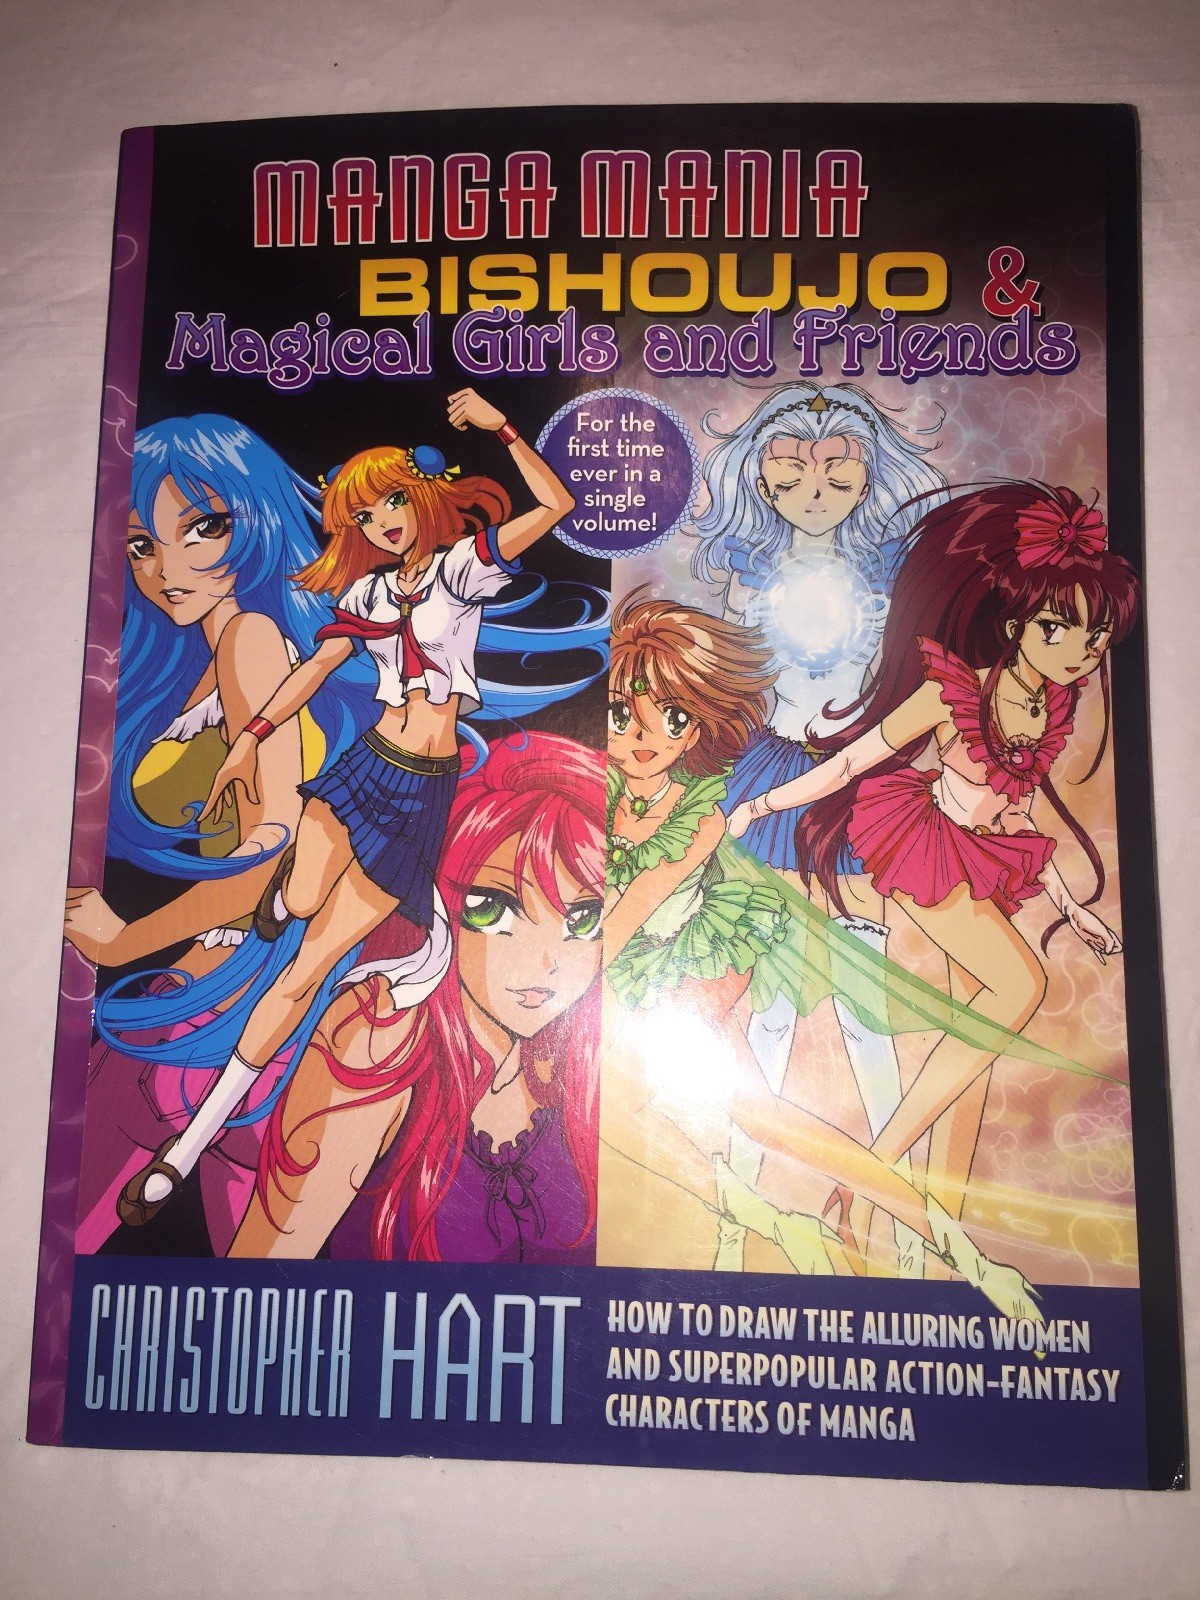 MANGA MANIA
BISHOUJO &
Magical Girls and Friends
For the
first time
ever in a
single
volume!
CHRISTOPHER HART
HOW TO DRAW THE ALLURING WOMEN
AND SUPERPOPULAR ACTION-FANTASY
CHARACTERS OF MANGA